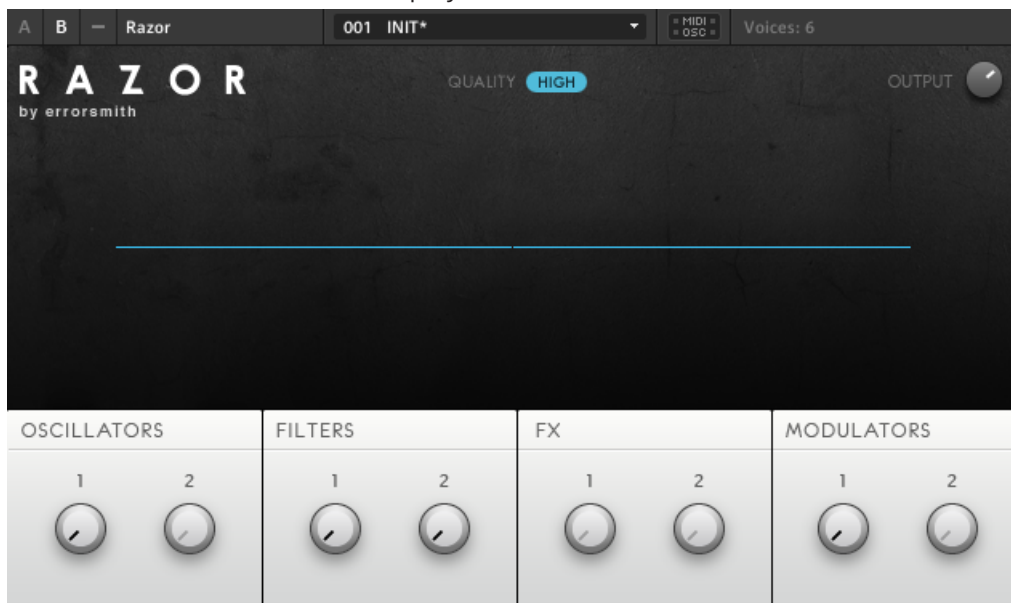 A B – Razor 001 INIT* MIDI OSC Voices: 6
RAZOR QUALITY HIGH OUTPUT
by errorsmith
OSCILLATORS FILTERS FX MODULATORS
1 2 1 2 1 2 1 2